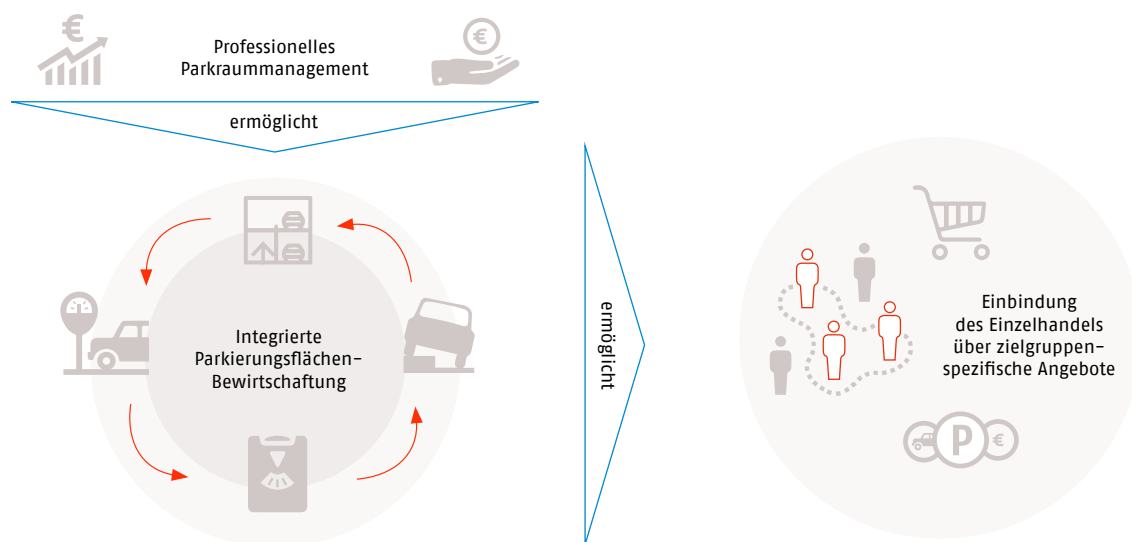 Professionelles
Parkraummanagement
ermöglicht
Integrierte
Parkierungsflächen-
Bewirtschaftung
ermöglicht
Einbindung
des Einzelhandels
über zielgruppen-
spezifische Angebote
€
€
P
€